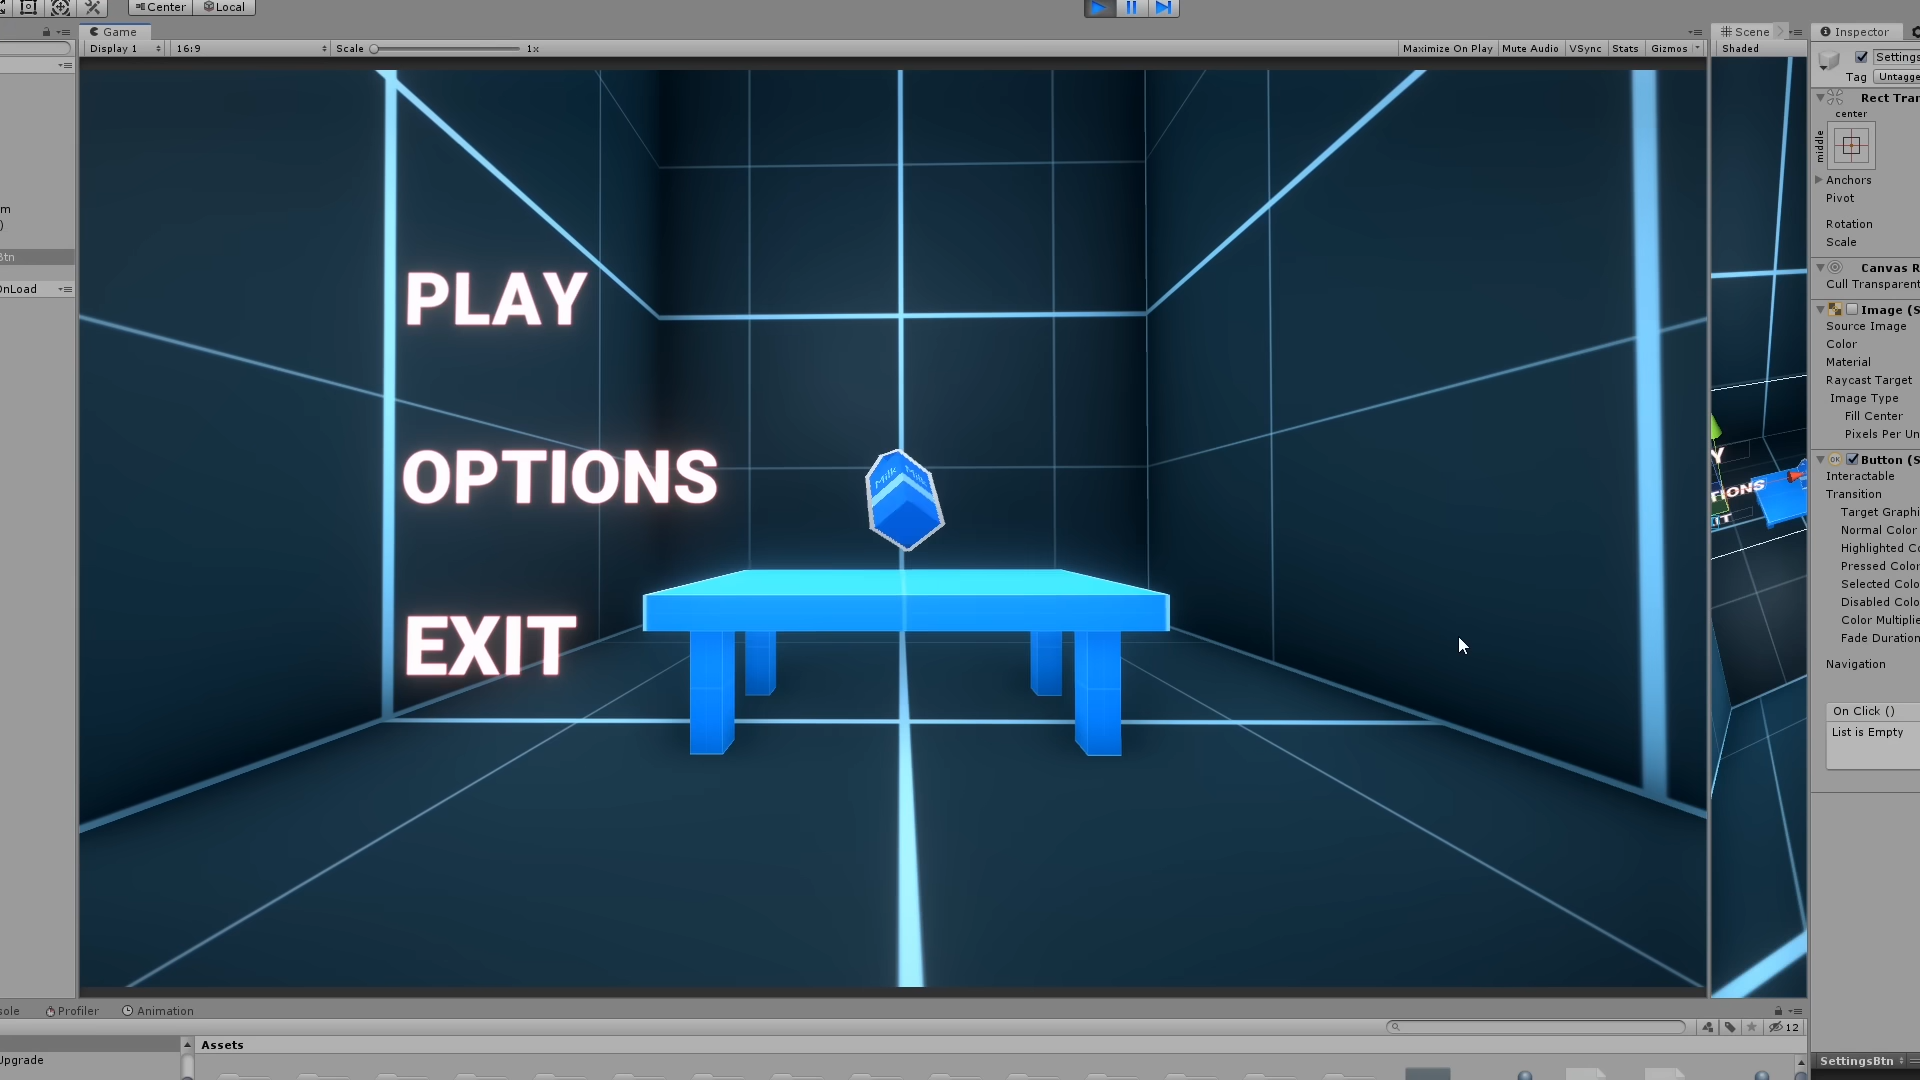 Center Local
Game
Display 1 16:9 Scale 1x Maximize On Play Mute Audio VSync Stats Gizmos
PLAY
OPTIONS
EXIT
Milk Milk
Scene
Shaded
Inspector
Settings
Tag Untagge
Rect Tran
center
middle
Anchors
Pivot
Rotation
Scale
Canvas R
Cull Transparent
Image (S
Source Image
Color
Material
Raycast Target
Image Type
Fill Center
Pixels Per Un
Button (S
Interactable
Transition
Target Graphi
Normal Color
Highlighted Co
Pressed Color
Selected Colo
Disabled Colo
Color Multiplie
Fade Duration
Navigation
On Click ()
List is Empty
m
)
Btn
OnLoad
sole Profiler Animation
12
Upgrade
Assets
SettingsBtn